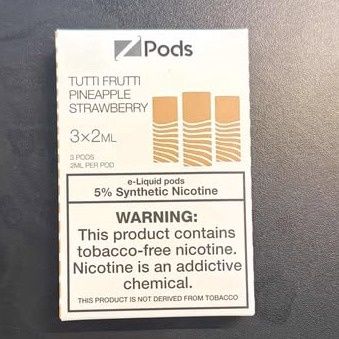 Z Pods
TUTTI FRUTTI
PINEAPPLE
STRAWBERRY
3×2ML
3 PODS
2ML PER POD
e-Liquid pods
5% Synthetic Nicotine
WARNING:
This product contains
tobacco-free nicotine.
Nicotine is an addictive
chemical.
THIS PRODUCT IS NOT DERIVED FROM TOBACCO